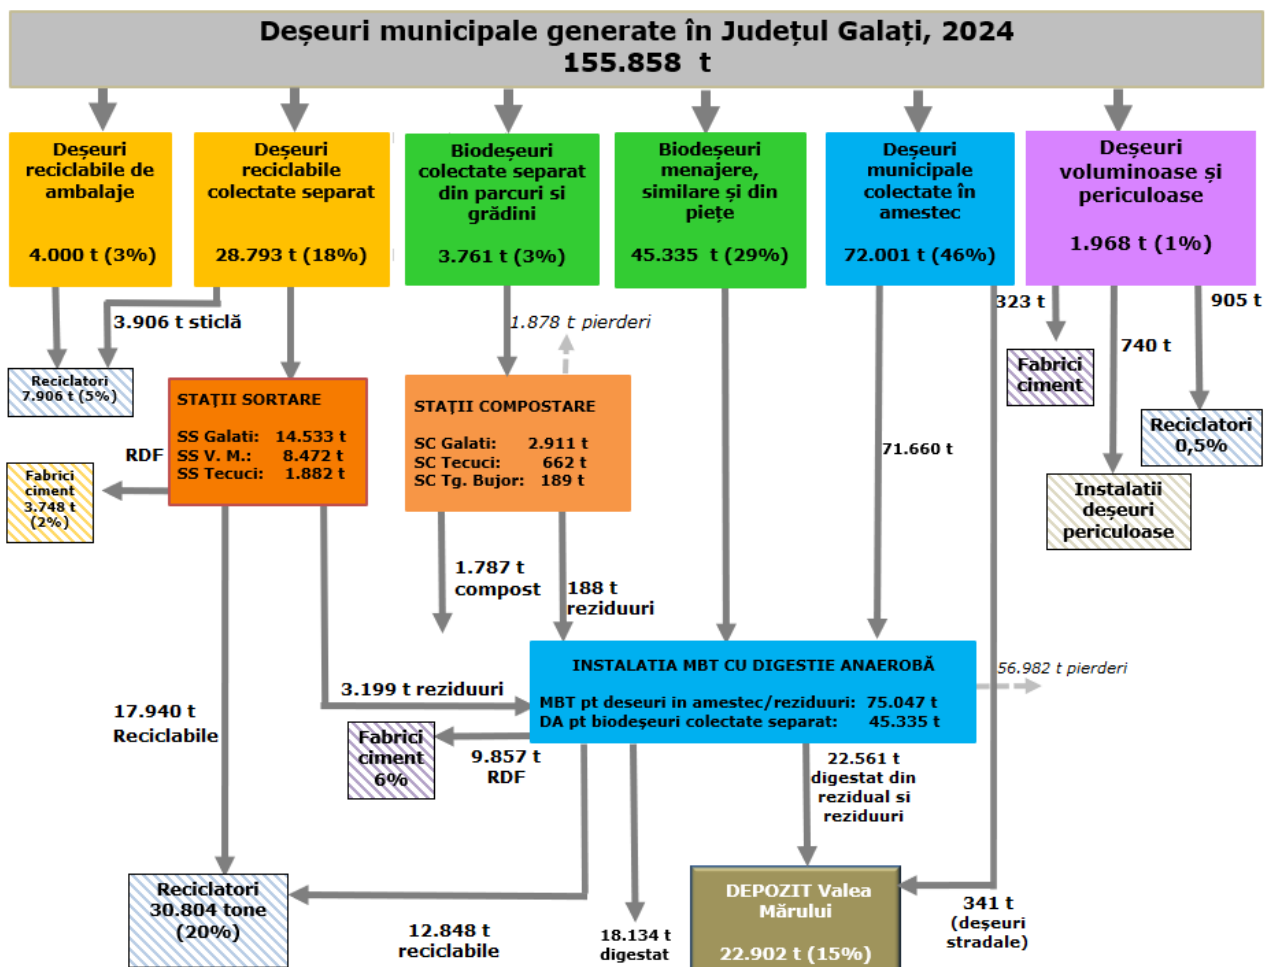 Deșeuri municipale generate în Județul Galați, 2024
155.858 t
Deșeuri
reciclabile de
ambalaje
4.000 t (3%)
Deșeuri
reciclabile
colectate separat
28.793 t (18%)
Biodeșeuri
colectate separat
din parcuri si
grădini
3.761 t (3%)
Biodeșeuri
menajere,
similare și din
piețe
45.335 t (29%)
Deșeuri
municipale
colectate în
amestec
72.001 t (46%)
Deșeuri
voluminoase și
periculoase
1.968 t (1%)
3.906 t sticlă
1.878 t pierderi
323 t
740 t
905 t
Reciclatori
7.906 t (5%)
STAŢII SORTARE
SS Galati: 14.533 t
SS V. M.: 8.472 t
SS Tecuci: 1.882 t
STAŢII COMPOSTARE
SC Galati: 2.911 t
SC Tecuci: 662 t
SC Tg. Bujor: 189 t
Fabrici
ciment
Reciclatori
0,5%
Instalatii
deșeuri
periculoase
71.660 t
RDF
Fabrici
ciment
3.748 t
(2%)
1.787 t
compost
188 t
reziduuri
INSTALATIA MBT CU DIGESTIE ANAEROBĂ
MBT pt deseuri in amestec/reziduuri: 75.047 t
DA pt biodeșeuri colectate separat: 45.335 t
56.982 t pierderi
3.199 t reziduuri
17.940 t
Reciclabile
Fabrici
ciment
6%
9.857 t
RDF
22.561 t
digestat din
rezidual si
reziduuri
Reciclatori
30.804 tone
(20%)
12.848 t
reciclabile
18.134 t
digestat
DEPOZIT Valea
Mărului
22.902 t (15%)
341 t
(deșeuri
stradale)